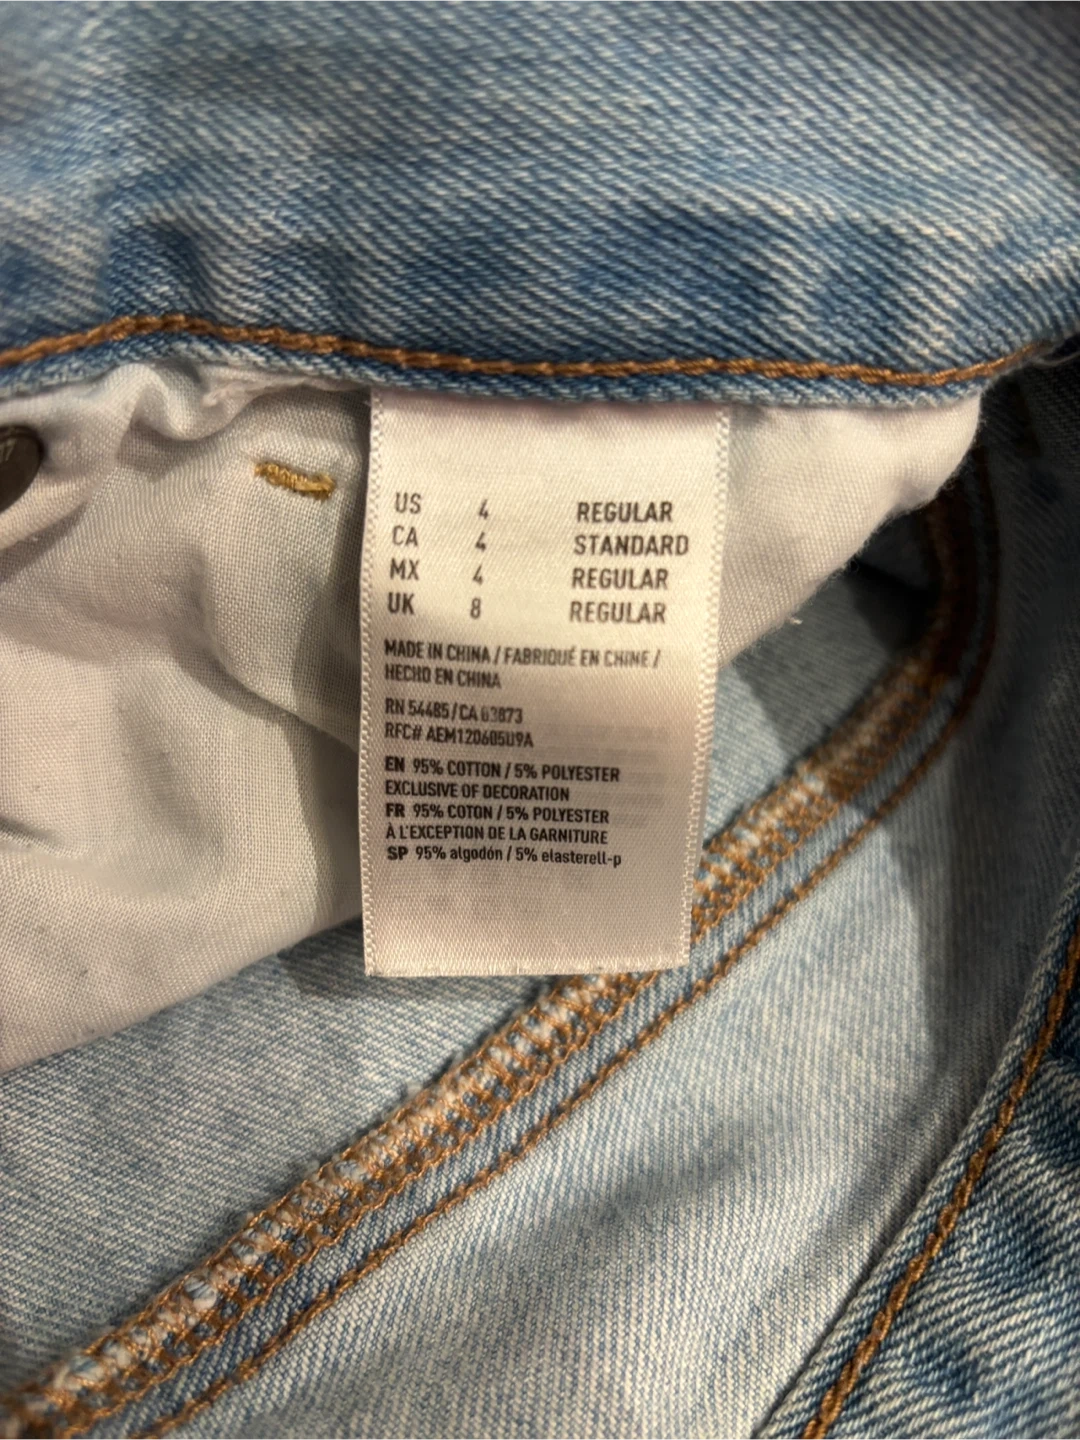 US 4 REGULAR
CA 4 STANDARD
MX 4 REGULAR
UK 8 REGULAR
MADE IN CHINA / FABRIQUÉ EN CHINE /
HECHO EN CHINA
RN 54485 / CA 63873
RFC# AEM120605U9A
EN 95% COTTON / 5% POLYESTER
EXCLUSIVE OF DECORATION
FR 95% COTON / 5% POLYESTER
À L'EXCEPTION DE LA GARNITURE
SP 95% algodón / 5% elasterell-p